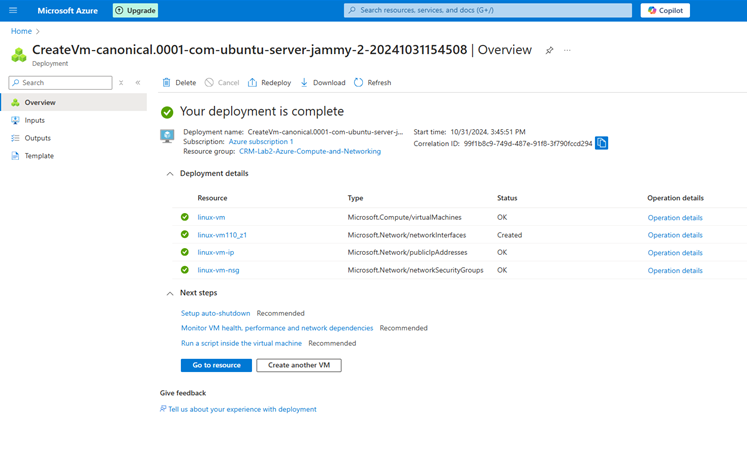 Microsoft Azure
Upgrade
Search resources, services, and docs (G+/)
Copilot
Home
CreateVm-canonical.0001-com-ubuntu-server-jammy-2-20241031154508 | Overview
Deployment
Search
Delete
Cancel
Redeploy
Download
Refresh
Overview
Inputs
Outputs
Template
Your deployment is complete
Deployment name: CreateVm-canonical.0001-com-ubuntu-server-j...
Subscription: Azure subscription 1
Resource group: CRM-Lab2-Azure-Compute-and-Networking
Start time: 10/31/2024, 3:45:51 PM
Correlation ID: 99f1b8c9-749d-487e-91f8-3f790fccd294
Deployment details
Resource Type Status Operation details
linux-vm Microsoft.Compute/virtualMachines OK Operation details
linux-vm110_z1 Microsoft.Network/networkInterfaces Created Operation details
linux-vm-ip Microsoft.Network/publicIpAddresses OK Operation details
linux-vm-nsg Microsoft.Network/networkSecurityGroups OK Operation details
Next steps
Setup auto-shutdown Recommended
Monitor VM health, performance and network dependencies Recommended
Run a script inside the virtual machine Recommended
Go to resource
Create another VM
Give feedback
Tell us about your experience with deployment